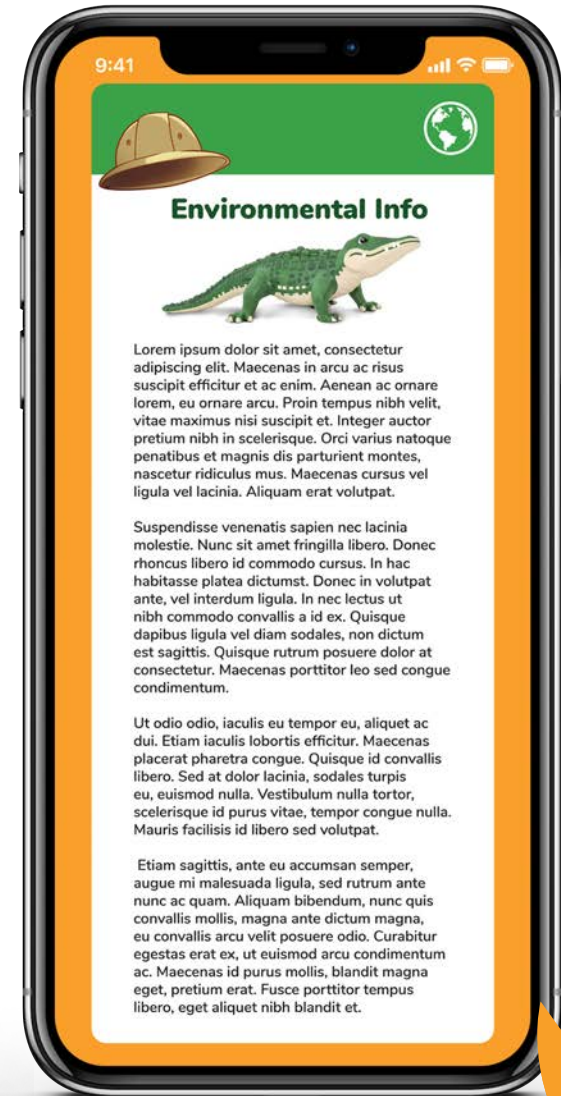 9:41
Environmental Info
Lorem ipsum dolor sit amet, consectetur
adipiscing elit. Maecenas in arcu ac risus
suscipit efficitur et ac enim. Aenean ac ornare
lorem, eu ornare arcu. Proin tempus nibh velit,
vitae maximus nisi suscipit et. Integer auctor
pretium nibh in scelerisque. Orci varius natoque
penatibus et magnis dis parturient montes,
nascetur ridiculus mus. Maecenas cursus vel
ligula vel lacinia. Aliquam erat volutpat.
Suspendisse venenatis sapien nec lacinia
molestie. Nunc sit amet fringilla libero. Donec
rhoncus libero id commodo cursus. In hac
habitasse platea dictumst. Donec in volutpat
ante, vel interdum ligula. In nec lectus ut
nibh commodo convallis a id ex. Quisque
dapibus ligula vel diam sodales, non dictum
est sagittis. Quisque rutrum posuere dolor at
consectetur. Maecenas porttitor leo sed congue
condimentum.
Ut odio odio, iaculis eu tempor eu, aliquet ac
dui. Etiam iaculis lobortis efficitur. Maecenas
placerat pharetra congue. Quisque id convallis
libero. Sed at dolor lacinia, sodales turpis
eu, euismod nulla. Vestibulum nulla tortor,
scelerisque id purus vitae, tempor congue nulla.
Mauris facilisis id libero sed volutpat.
Etiam sagittis, ante eu accumsan semper,
augue mi malesuada ligula, sed rutrum ante
nunc ac quam. Aliquam bibendum, nunc quis
convallis mollis, magna ante dictum magna,
eu convallis arcu velit posuere odio. Curabitur
egestas erat ex, ut euismod arcu condimentum
ac. Maecenas id purus mollis, blandit magna
eget, pretium erat. Fusce porttitor tempus
libero, eget aliquet nibh blandit et.